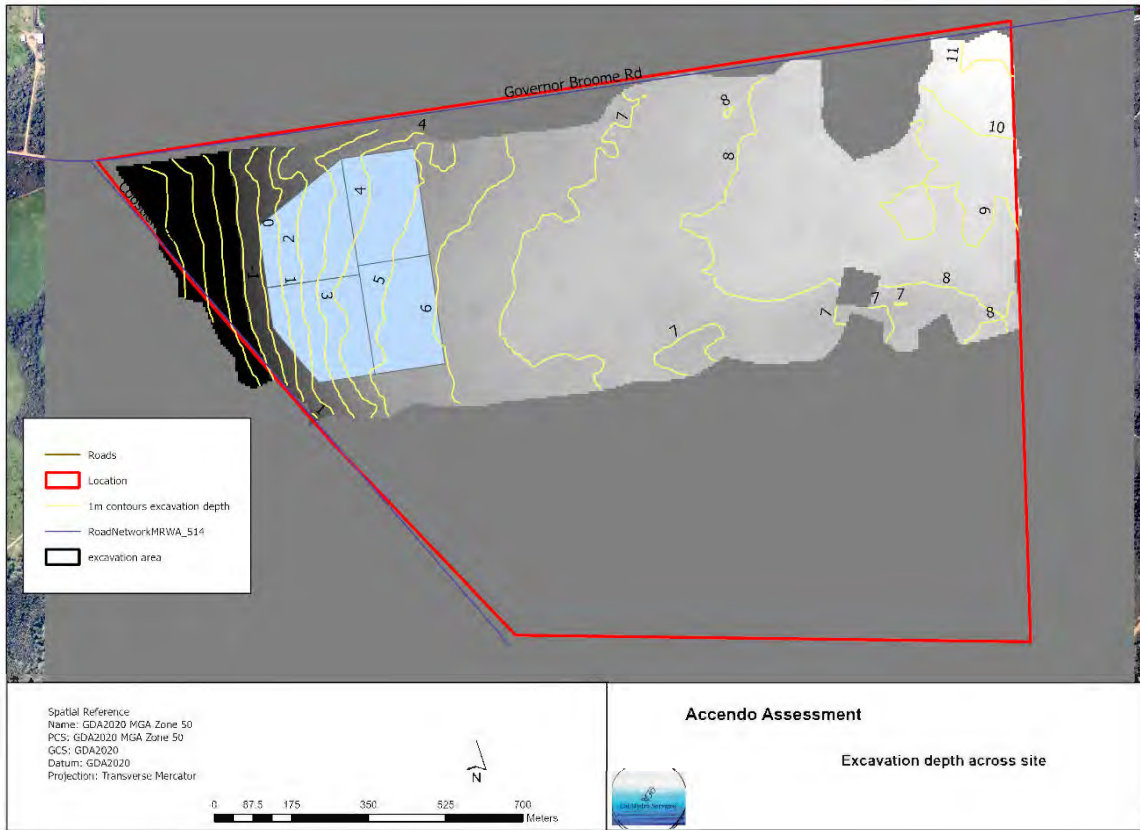 Governor Broome Rd
11
10
9
8
8
8
8
7
7
7
7
7
6
5
4
4
3
2
1
0
-1
-1
Roads
Location
1m contours excavation depth
RoadNetworkMRWA_514
excavation area
Spatial Reference
Name: GDA2020 MGA Zone 50
PCS: GDA2020 MGA Zone 50
GCS: GDA2020
Datum: GDA2020
Projection: Transverse Mercator
N
0 87.5 175 350 525 700
Meters
Accendo Assessment
Excavation depth across site